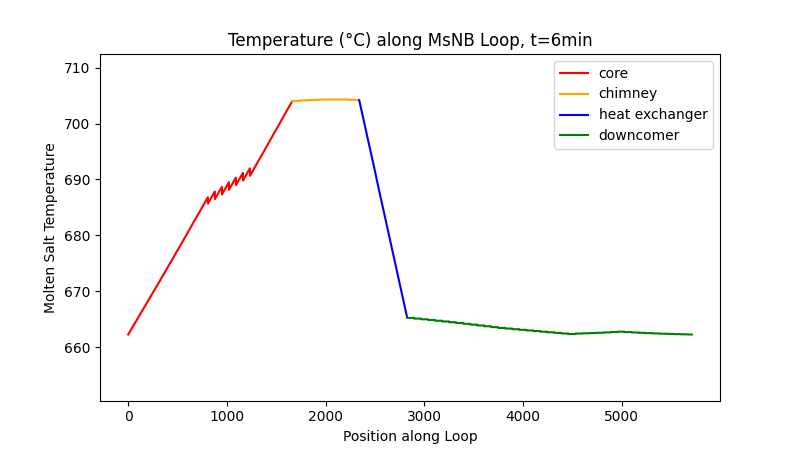 Temperature (°C) along MsNB Loop, t=6min
core
chimney
heat exchanger
downcomer
Molten Salt Temperature
710
700
690
680
670
660
0 1000 2000 3000 4000 5000
Position along Loop